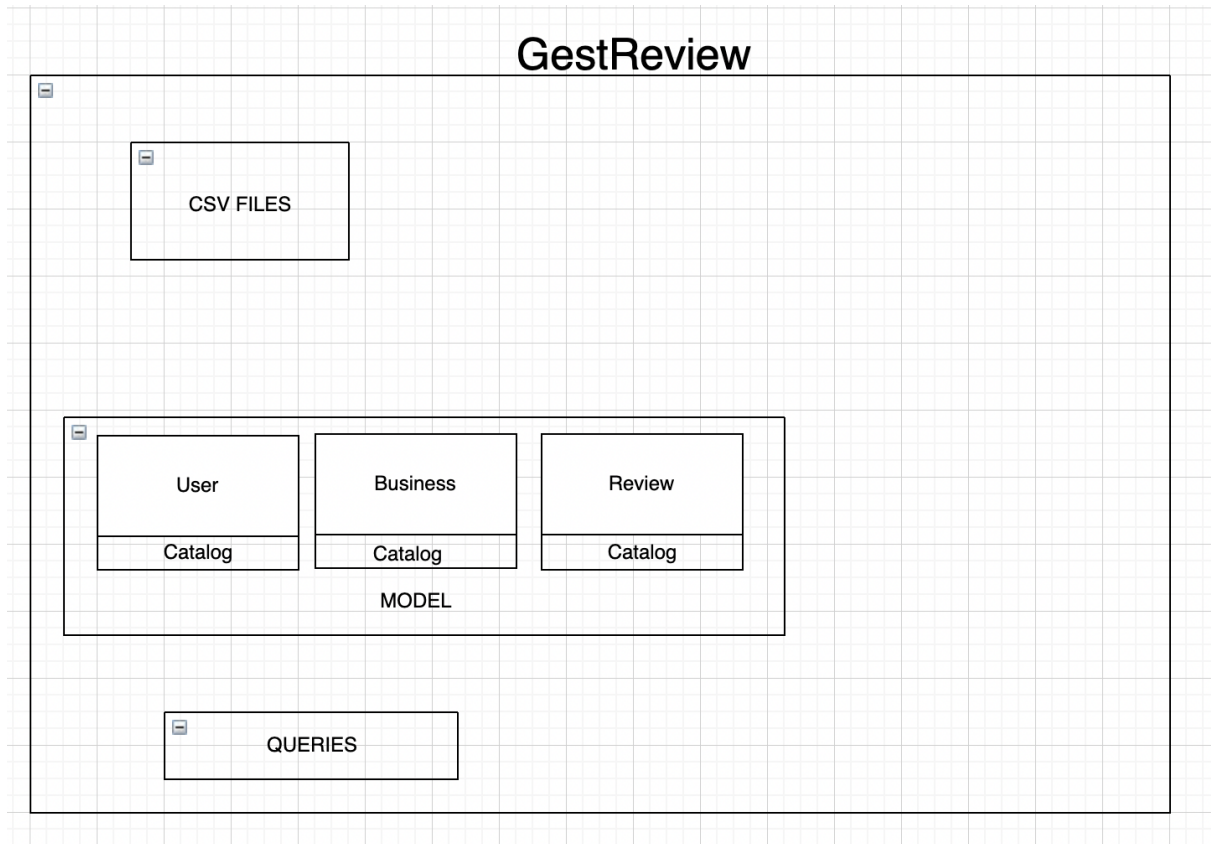 GestReview
CSV FILES
User
Business
Review
Catalog
Catalog
Catalog
MODEL
QUERIES